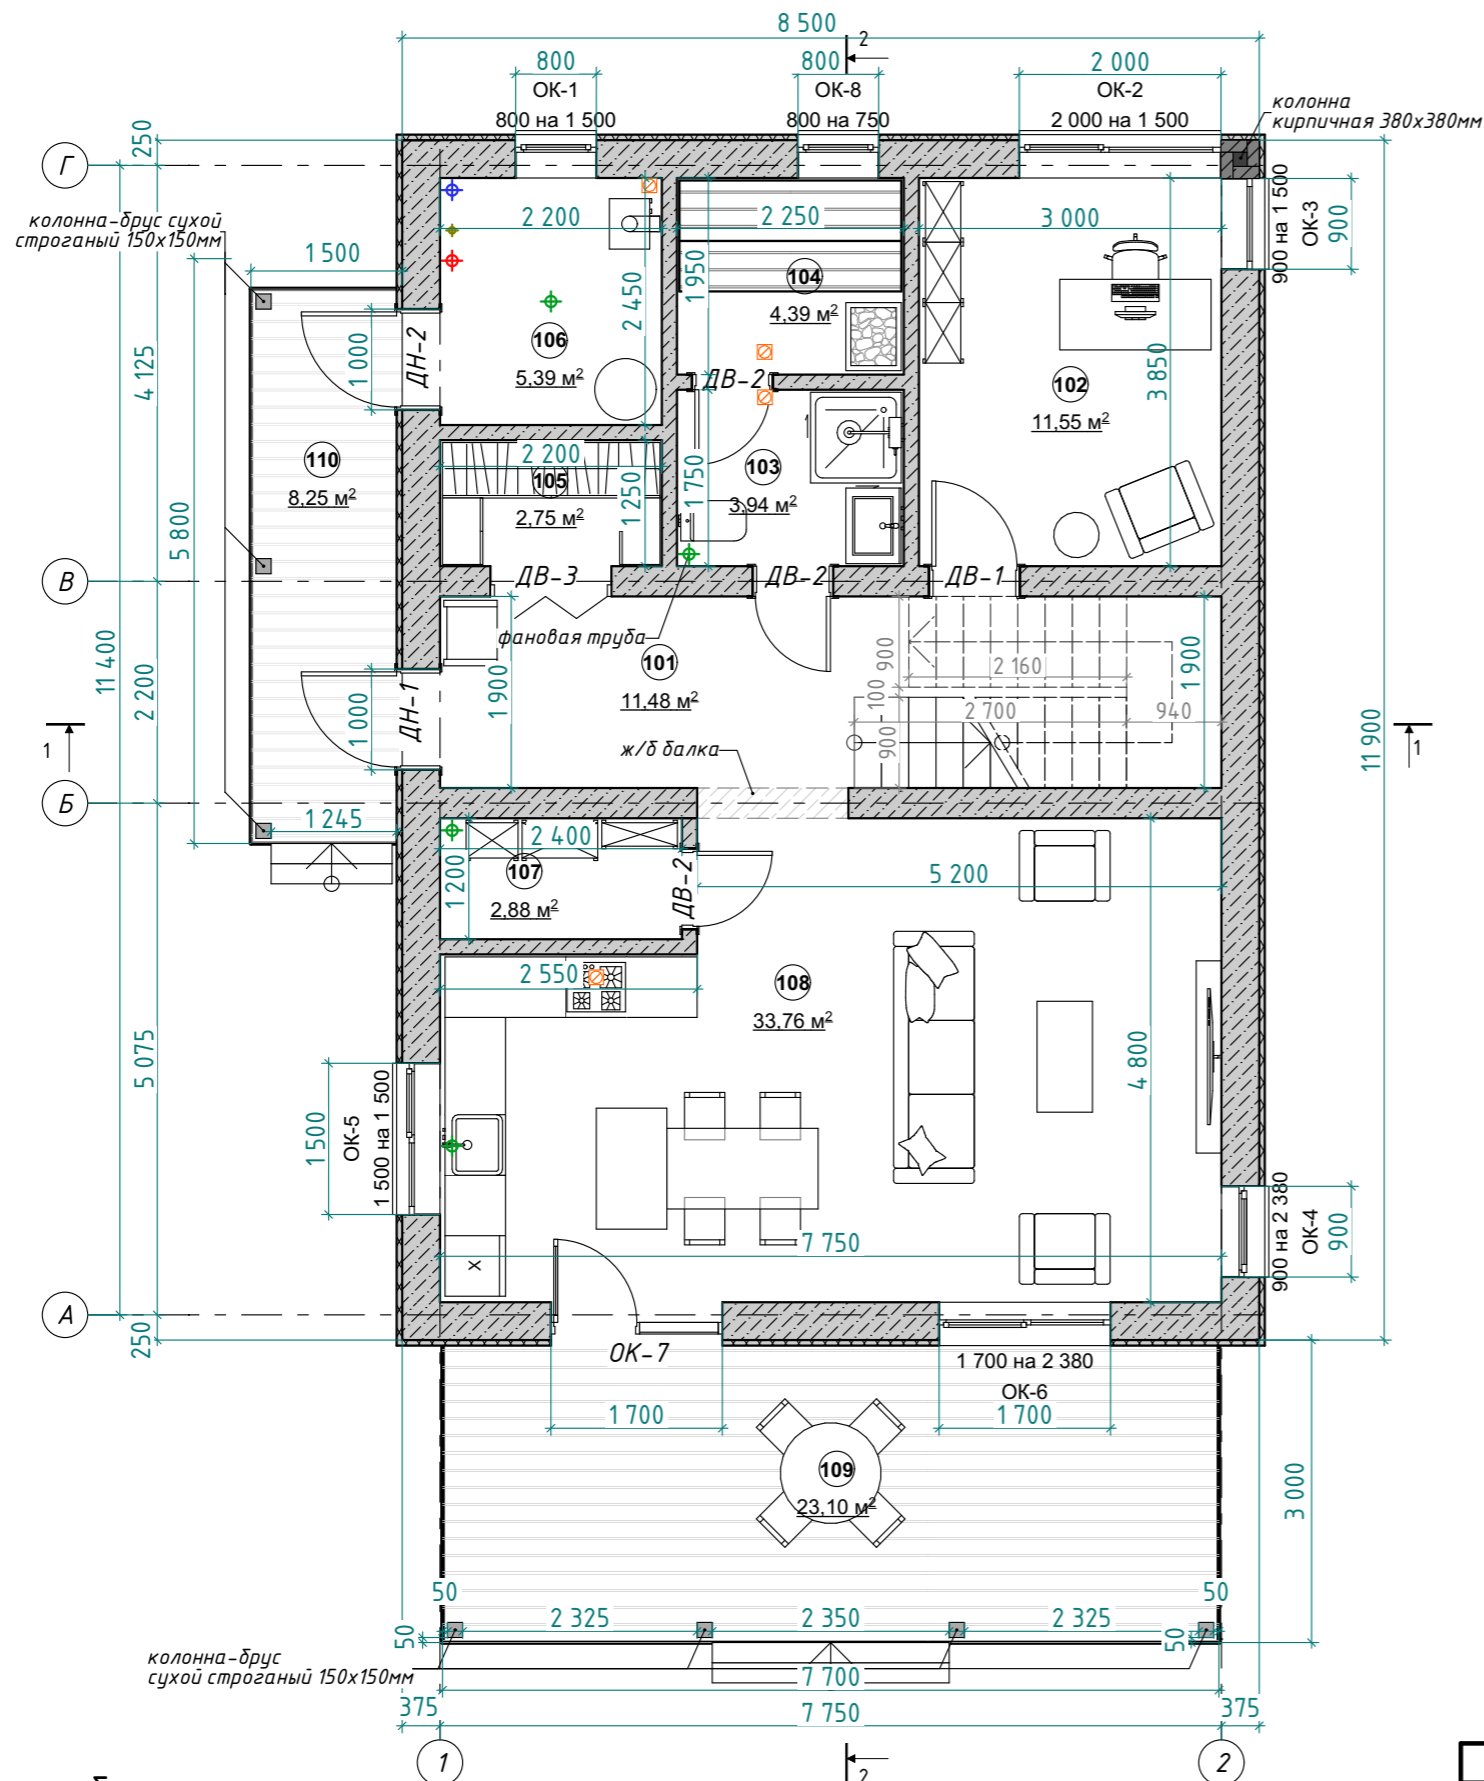 8 500
2
800
800
2 000
ОК-1
ОК-8
ОК-2
800 на 1 500
800 на 750
2 000 на 1 500
колонна
кирпичная 380х380мм
250
Г
колонна-брус сухой
строганый 150х150мм
1 500
2 200
2 250
3 000
900 на 1 500
ОК-3
900
1 950
104
4,39 м²
2 450
106
5,39 м²
ДН-2
1 000
4 125
ДВ-2
102
11,55 м²
3 850
110
8,25 м²
5 800
2 200
105
2,75 м²
1 250
1 750
103
3,94 м²
В
ДВ-3
ДВ-2
ДВ-1
фановая труба
101
11,48 м²
1 900
900
100
900
2 160
2 700
940
1 900
11 400
2 200
ДН-1
1 000
1
1
11 900
ж/б балка
Б
1 245
2 400
107
2,88 м²
1 200
ДВ-2
5 200
2 550
108
33,76 м²
4 800
5 075
1 500
ОК-5
1 500 на 1 500
7 750
900 на 2 380
ОК-4
900
X
А
250
ОК-7
1 700 на 2 380
ОК-6
1 700
1 700
109
23,10 м²
3 000
50
50
50
2 325
2 350
2 325
50
колонна-брус
сухой строганый 150х150мм
7 700
375
7 750
375
1
2
2